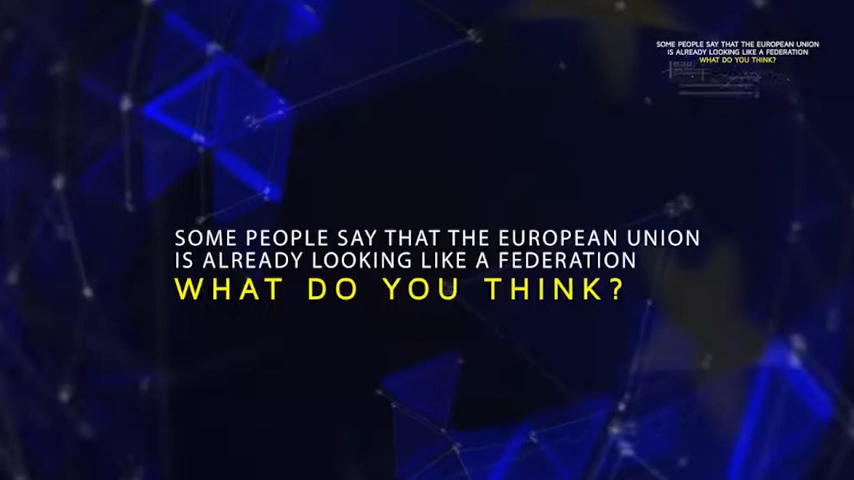 SOME PEOPLE SAY THAT THE EUROPEAN UNION
IS ALREADY LOOKING LIKE A FEDERATION
WHAT DO YOU THINK?
SOME PEOPLE SAY THAT THE EUROPEAN UNION
IS ALREADY LOOKING LIKE A FEDERATION
WHAT DO YOU THINK?